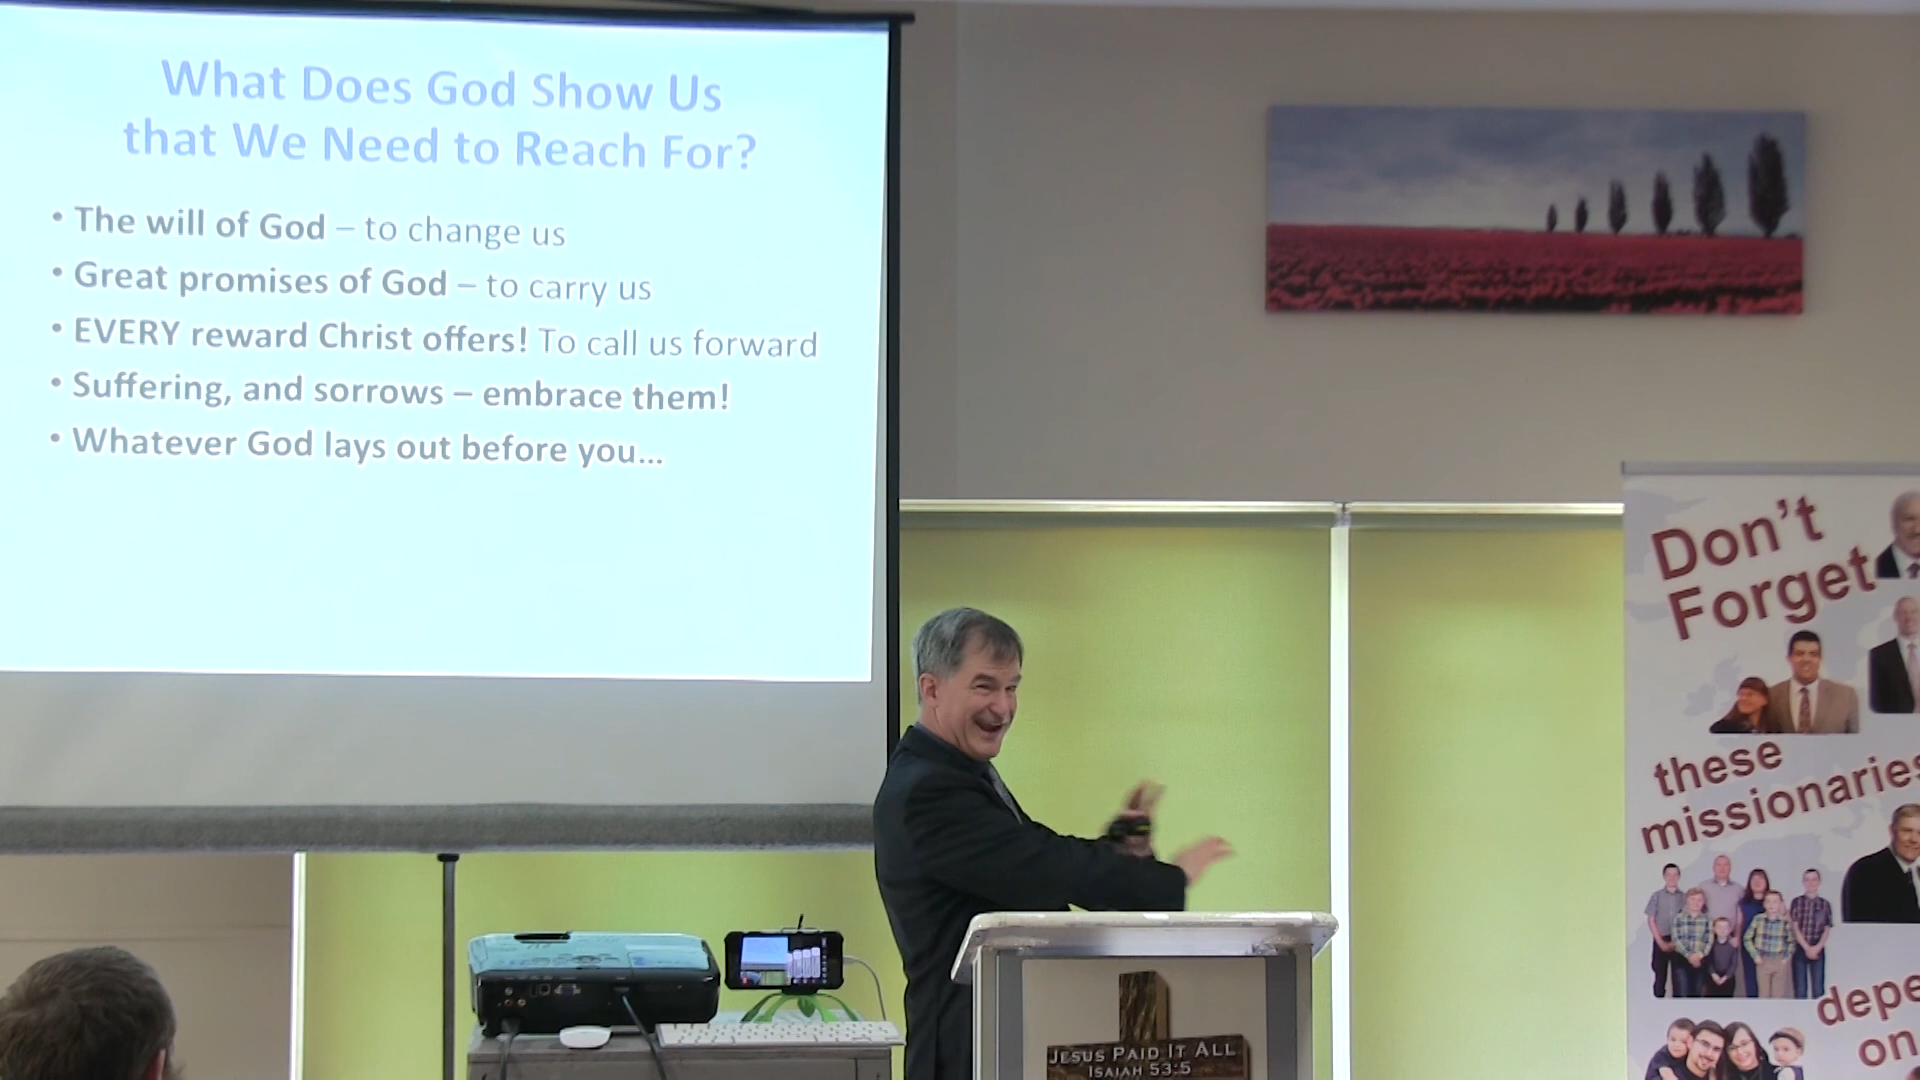 What Does God Show Us
that We Need to Reach For?
• The will of God – to change us
• Great promises of God – to carry us
• EVERY reward Christ offers! To call us forward
• Suffering, and sorrows – embrace them!
• Whatever God lays out before you...
Don't
Forget
these
missionaries
depe
on
JESUS PAID IT ALL
ISAIAH 53:5